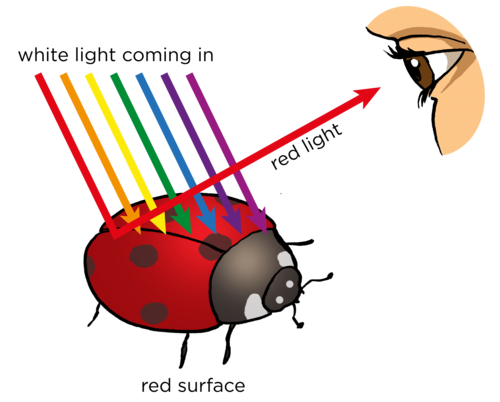 white light coming in
red light
red surface